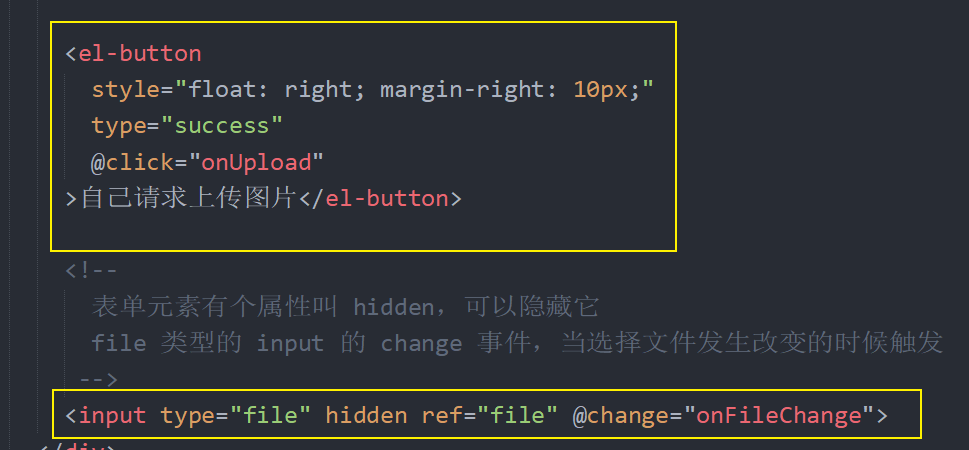 <el-button
style="float: right; margin-right: 10px;"
type="success"
@click="onUpload"
>自己请求上传图片</el-button>
<!--
表单元素有个属性叫 hidden，可以隐藏它
file 类型的 input 的 change 事件，当选择文件发生改变的时候触发
-->
<input type="file" hidden ref="file" @change="onFileChange">
</div>